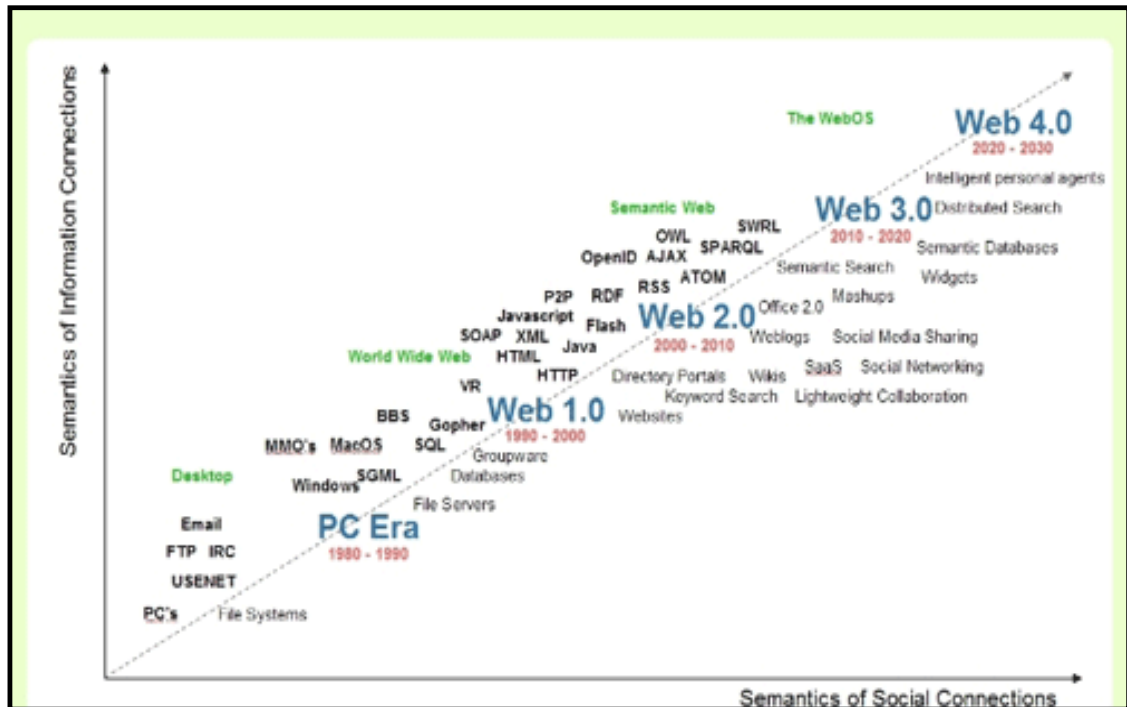 Semantics of Information Connections
The WebOS
Web 4.0
2020 - 2030
Intelligent personal agents
Semantic Web
Web 3.0
Distributed Search
2010 - 2020
SWRL
OWL
SPARQL
Semantic Databases
OpenID
AJAX
Semantic Search
ATOM
Widgets
RSS
P2P
RDF
Mashups
Office 2.0
Javascript
Web 2.0
Flash
SOAP
XML
Weblogs
Social Media Sharing
2000 - 2010
Java
World Wide Web
HTML
SaaS
Social Networking
HTTP
Directory Portals
Wikis
VR
Keyword Search
Lightweight Collaboration
Web 1.0
BBS
Websites
Gopher
1990 - 2000
MMO's
MacOS
SQL
Groupware
Desktop
SGML
Databases
Windows
File Servers
Email
PC Era
1980 - 1990
FTP
IRC
USENET
PC's
File Systems
Semantics of Social Connections